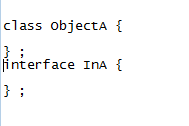 class ObjectA {
} ;
interface InA {
} ;